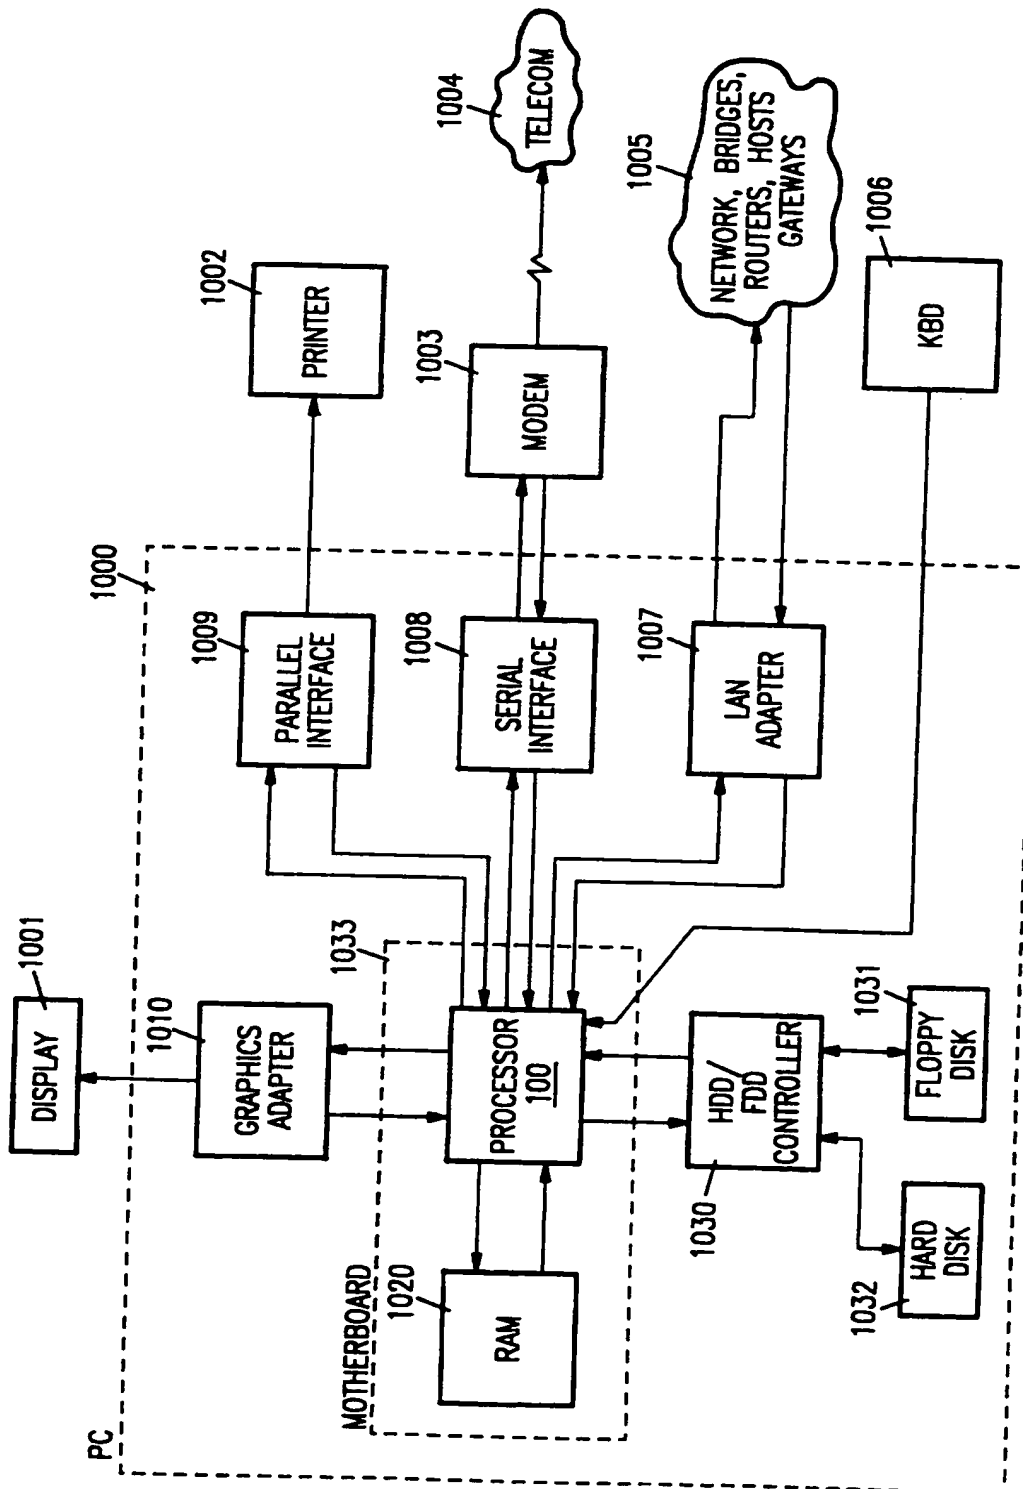 PC
1000
DISPLAY
1001
GRAPHICS
ADAPTER
1010
MOTHERBOARD
1033
RAM
1020
PROCESSOR
100
HDD/
FDD
CONTROLLER
1030
HARD
DISK
1032
FLOPPY
DISK
1031
PARALLEL
INTERFACE
1009
SERIAL
INTERFACE
1008
LAN
ADAPTER
1007
PRINTER
1002
MODEM
1003
TELECOM
1004
NETWORK, BRIDGES,
ROUTERS, HOSTS
GATEWAYS
1005
KBD
1006